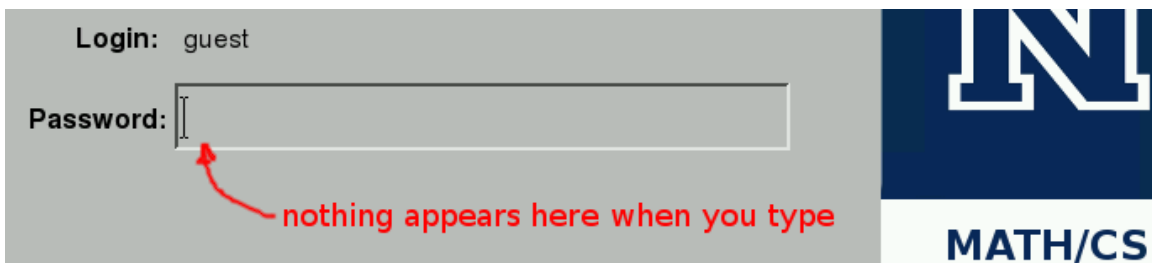 Login: guest
N
Password:
nothing appears here when you type
MATH/CS